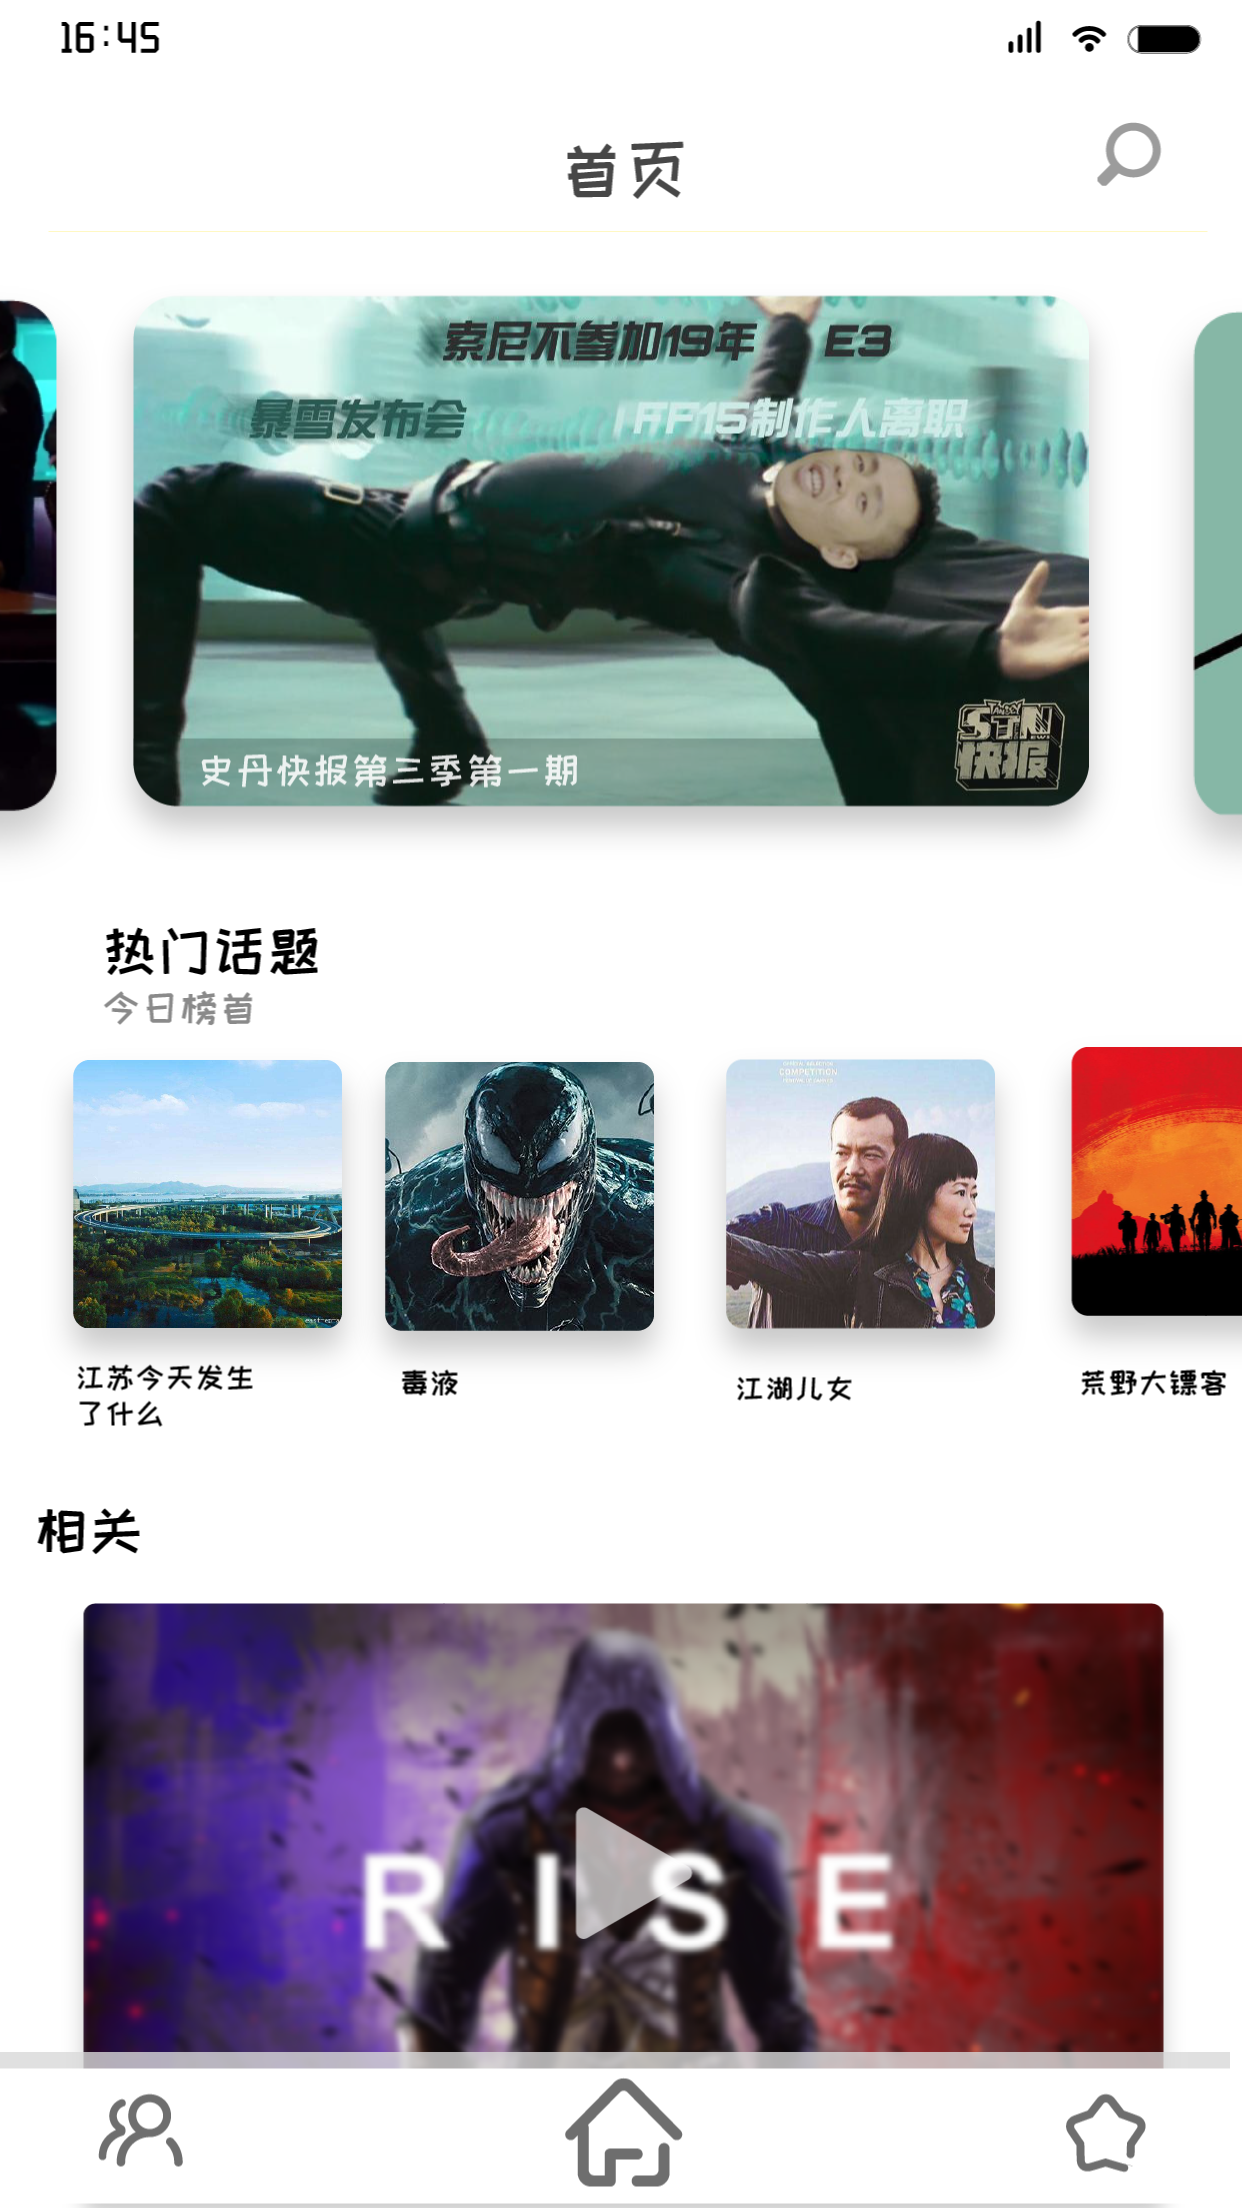 16:45
首页
索尼不参加19年 E3
暴雪发布会
FF15制作人离职
STN
快报
史丹快报第三季第一期
热门话题
今日榜首
COMPETITION
江苏今天发生
了什么
毒液
江湖儿女
荒野大镖客
相关
RISE